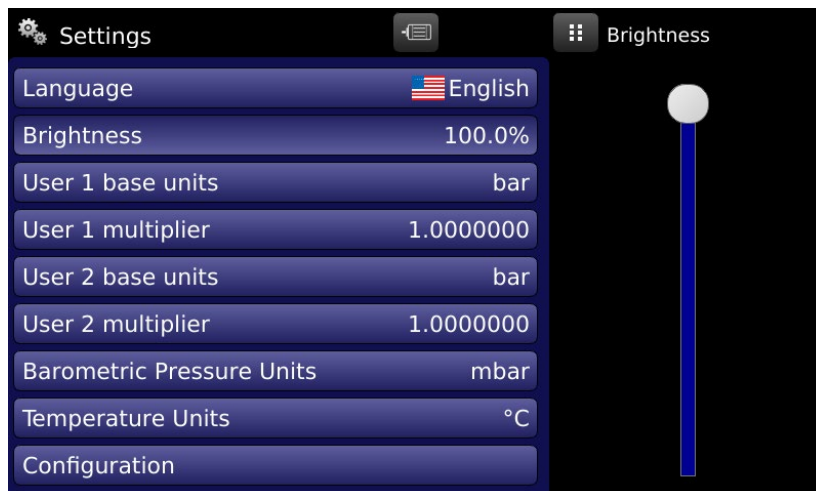 Settings
Brightness
Language English
Brightness 100.0%
User 1 base units bar
User 1 multiplier 1.0000000
User 2 base units bar
User 2 multiplier 1.0000000
Barometric Pressure Units mbar
Temperature Units °C
Configuration